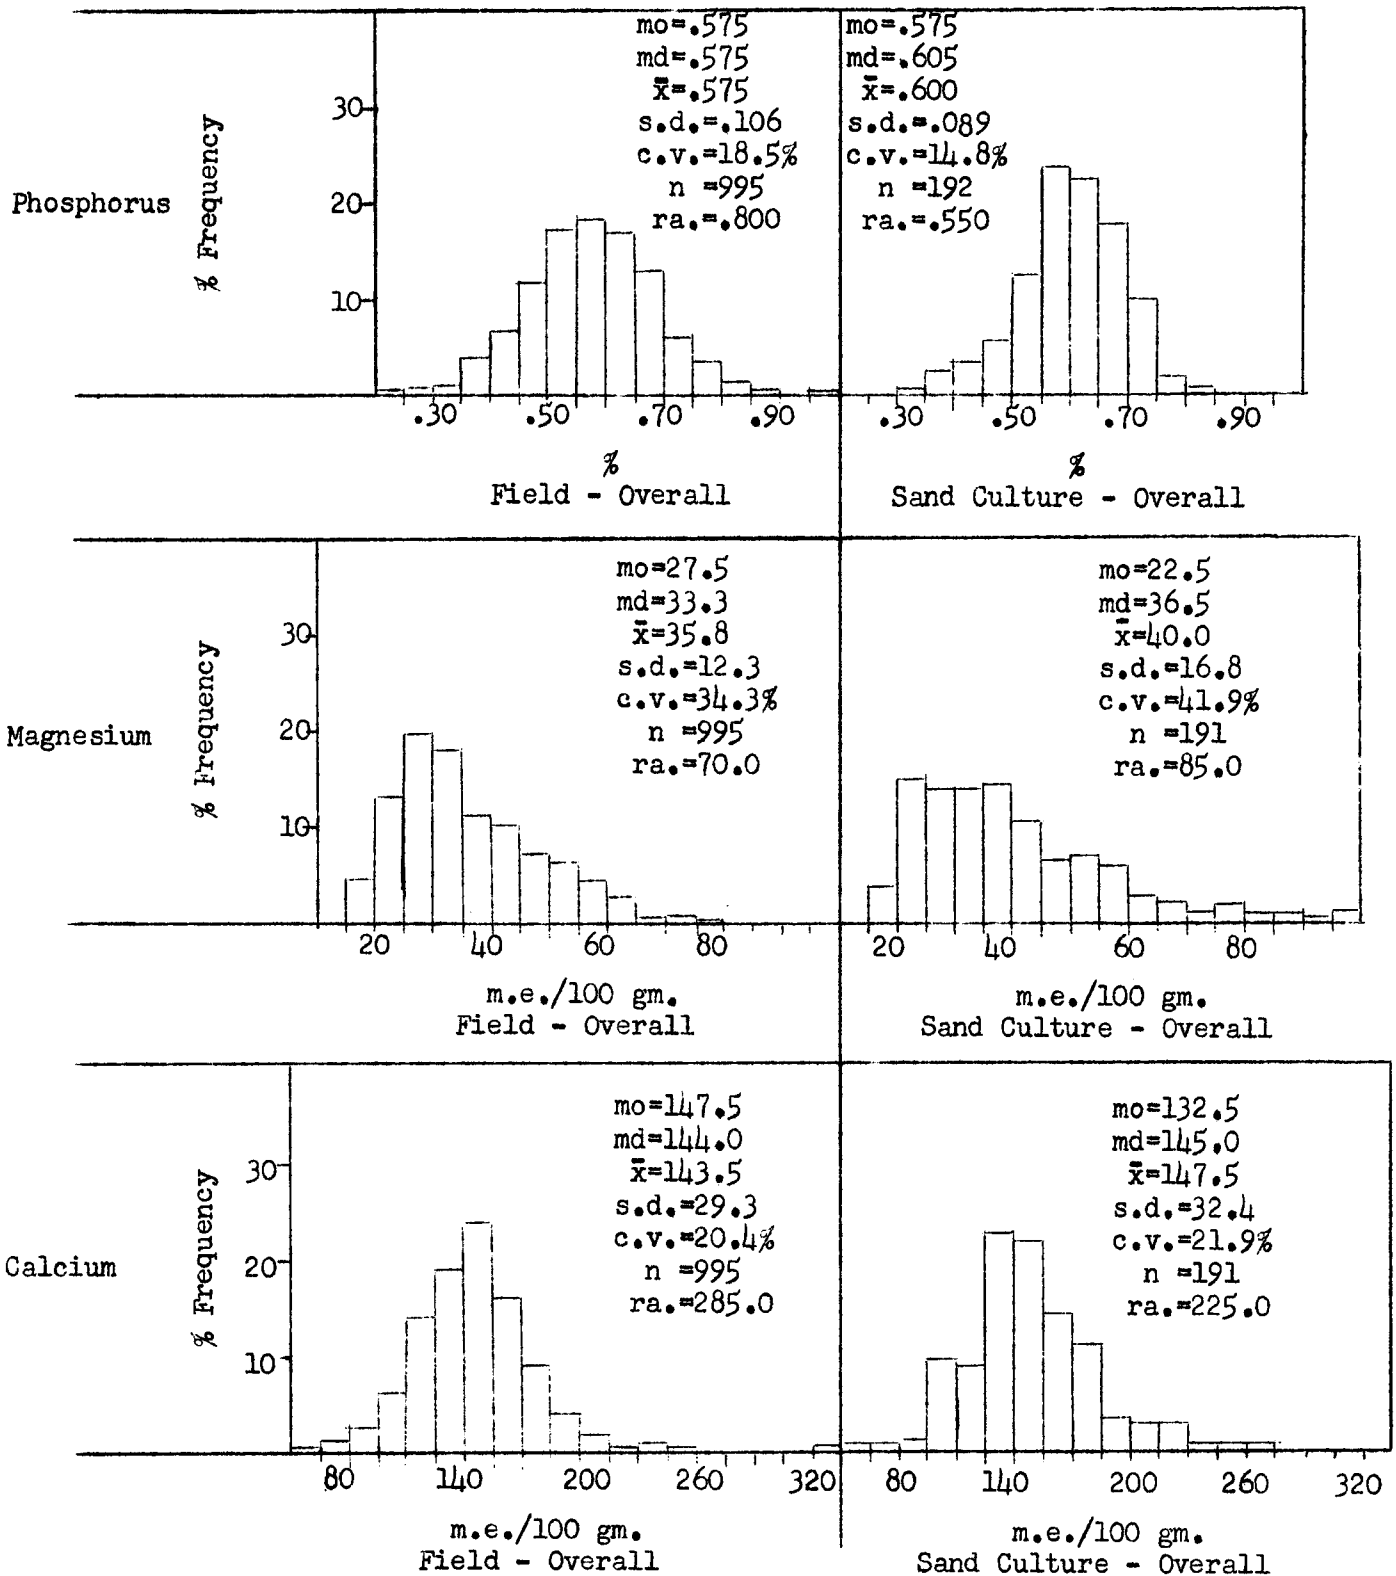 Phosphorus
% Frequency
30
20
10
mo=.575
md=.575
x̄=.575
s.d.=.106
c.v.=18.5%
n =995
ra.=.800
.30 .50 .70 .90
%
Field - Overall
mo=.575
md=.605
x̄=.600
s.d.=.089
c.v.=14.8%
n =192
ra.=.550
.30 .50 .70 .90
%
Sand Culture - Overall
Magnesium
% Frequency
30
20
10
mo=27.5
md=33.3
x̄=35.8
s.d.=12.3
c.v.=34.3%
n =995
ra.=70.0
20 40 60 80
m.e./100 gm.
Field - Overall
mo=22.5
md=36.5
x̄=40.0
s.d.=16.8
c.v.=41.9%
n =191
ra.=85.0
20 40 60 80
m.e./100 gm.
Sand Culture - Overall
Calcium
% Frequency
30
20
10
mo=147.5
md=144.0
x̄=143.5
s.d.=29.3
c.v.=20.4%
n =995
ra.=285.0
80 140 200 260 320
m.e./100 gm.
Field - Overall
mo=132.5
md=145.0
x̄=147.5
s.d.=32.4
c.v.=21.9%
n =191
ra.=225.0
80 140 200 260 320
m.e./100 gm.
Sand Culture - Overall